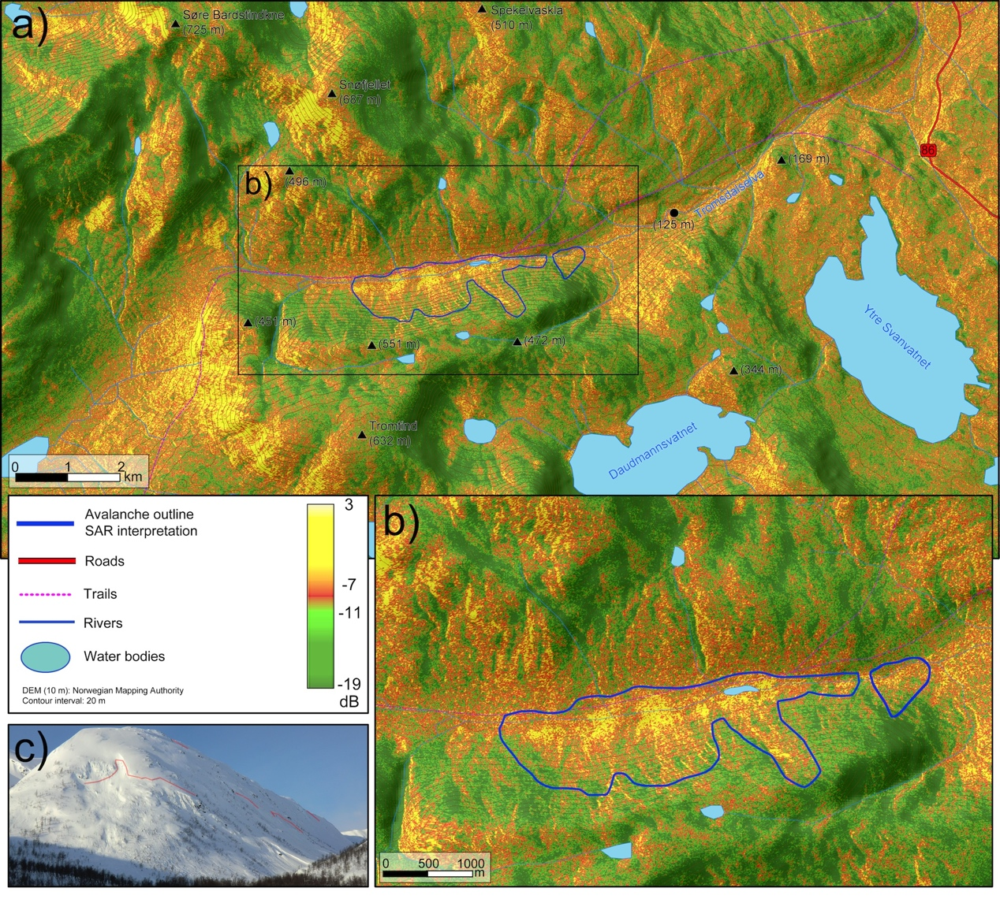 a)
Søre Bardstindkne
(725 m)
Spekelvaskla
(510 m)
Snøfjellet
(687 m)
86
(496 m)
b)
(169 m)
Tromsdalselva
(125 m)
(451 m)
(551 m)
(472 m)
(344 m)
Ytre Svanvatnet
Tromtind
(632 m)
Daudmannsvatnet
0 1 2
km
Avalanche outline
SAR interpretation
Roads
Trails
Rivers
Water bodies
DEM (10 m): Norwegian Mapping Authority
Contour interval: 20 m
3
-7
-11
-19
dB
b)
0 500 1000
m
c)